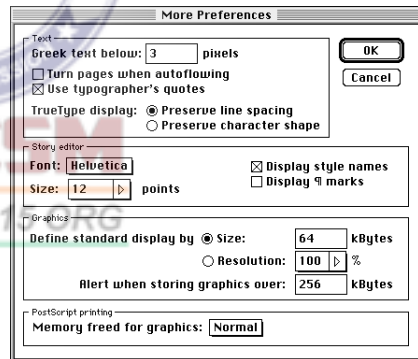 More Preferences
Text
Greek text below: 3 pixels
OK
Turn pages when autoflowing
Cancel
Use typographer's quotes
TrueType display: Preserve line spacing
Preserve character shape
Story editor
Font: Helvetica
Display style names
Size: 12 points
Display ¶ marks
Graphics
Define standard display by Size: 64 kBytes
Resolution: 100 %
Alert when storing graphics over: 256 kBytes
PostScript printing
Memory freed for graphics: Normal
SM
15 ORG